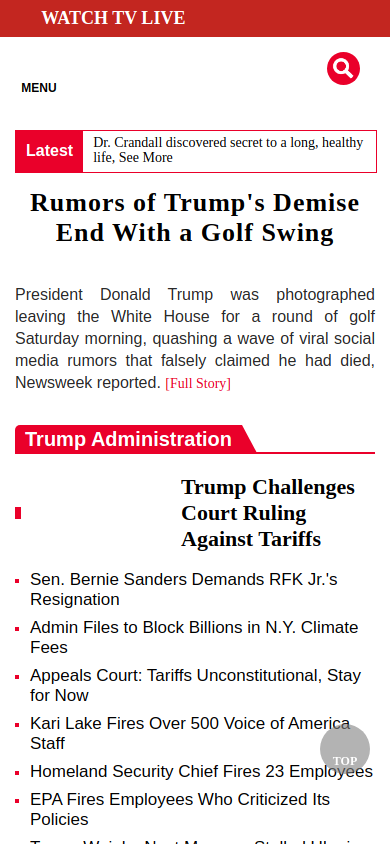 WATCH TV LIVE
MENU
Latest
Dr. Crandall discovered secret to a long, healthy
life, See More
Rumors of Trump's Demise
End With a Golf Swing
President Donald Trump was photographed
leaving the White House for a round of golf
Saturday morning, quashing a wave of viral social
media rumors that falsely claimed he had died,
Newsweek reported. [Full Story]
Trump Administration
Trump Challenges
Court Ruling
Against Tariffs
Sen. Bernie Sanders Demands RFK Jr.'s
Resignation
Admin Files to Block Billions in N.Y. Climate
Fees
Appeals Court: Tariffs Unconstitutional, Stay
for Now
Kari Lake Fires Over 500 Voice of America
Staff
TOP
Homeland Security Chief Fires 23 Employees
EPA Fires Employees Who Criticized Its
Policies